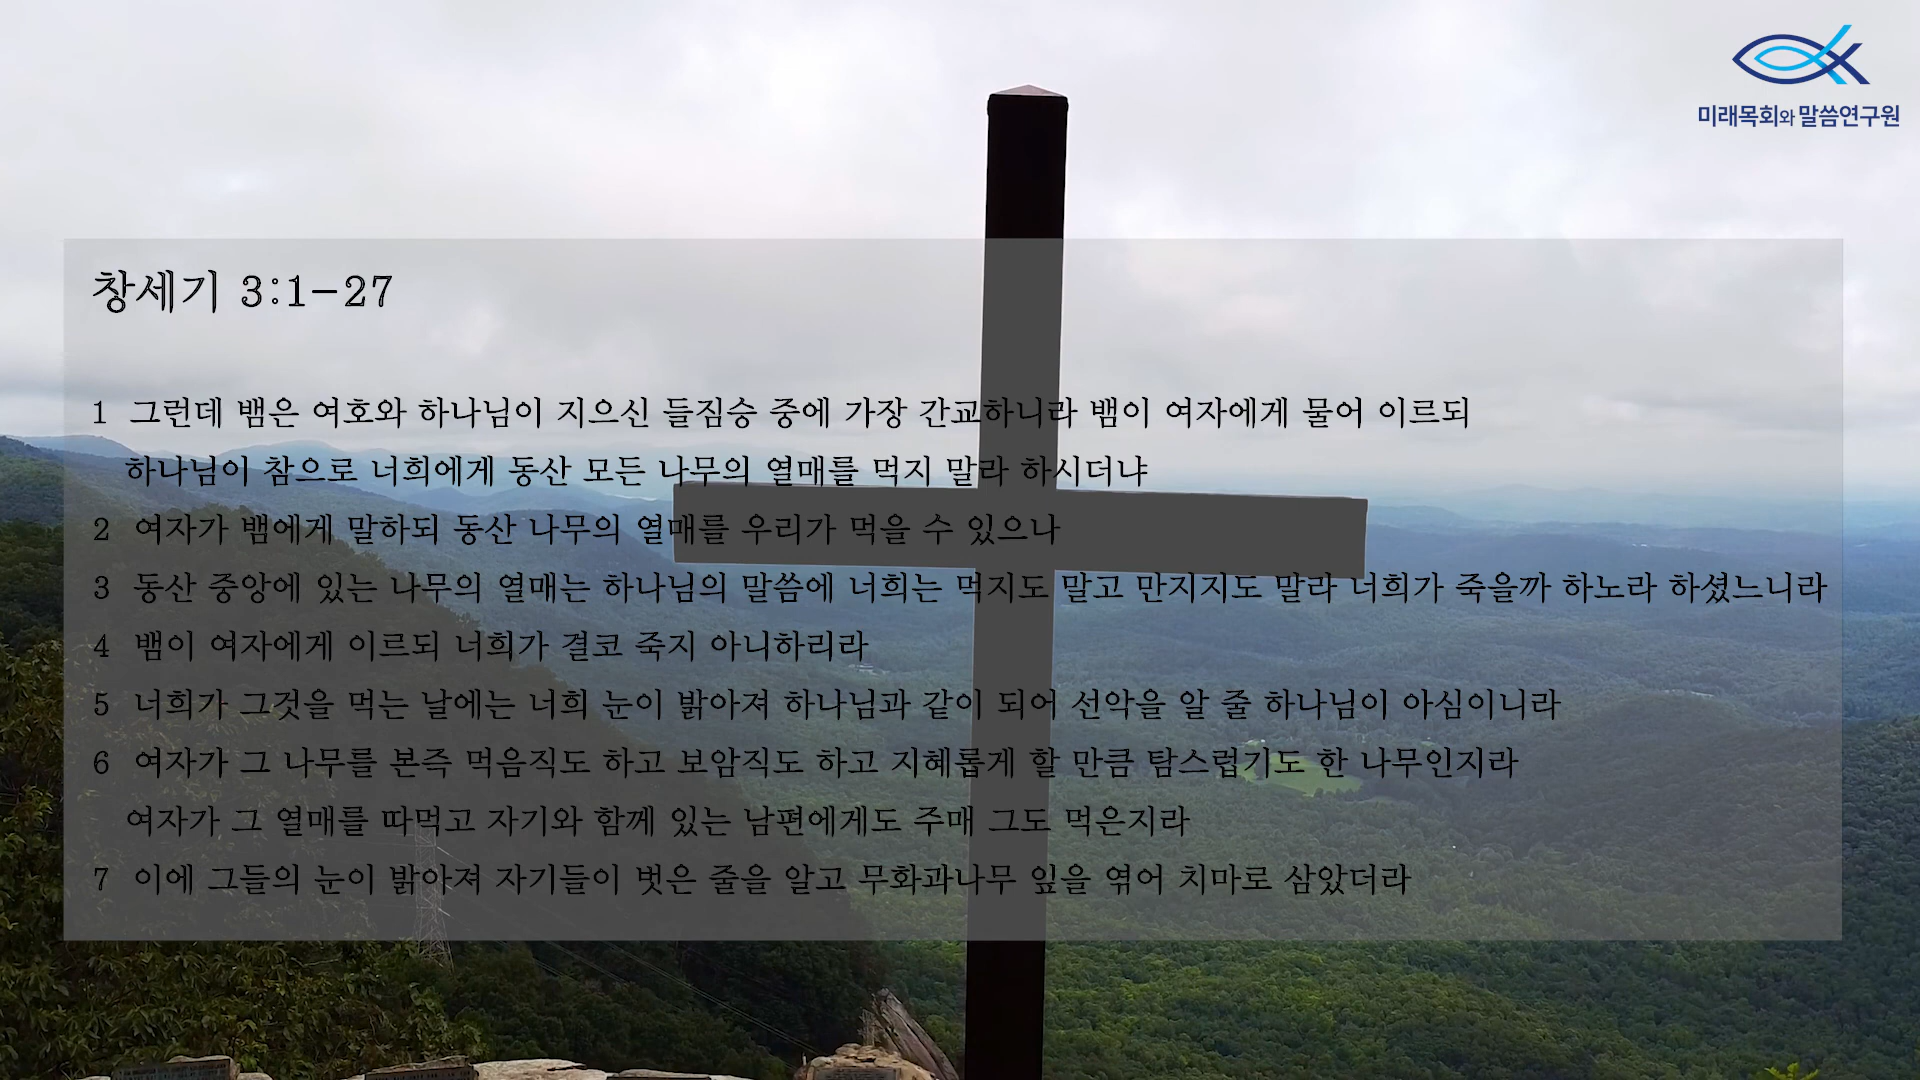 미래목회와 말씀연구원
창세기 3:1-27
1 그런데 뱀은 여호와 하나님이 지으신 들짐승 중에 가장 간교하니라 뱀이 여자에게 물어 이르되
하나님이 참으로 너희에게 동산 모든 나무의 열매를 먹지 말라 하시더냐
2 여자가 뱀에게 말하되 동산 나무의 열매를 우리가 먹을 수 있으나
3 동산 중앙에 있는 나무의 열매는 하나님의 말씀에 너희는 먹지도 말고 만지지도 말라 너희가 죽을까 하노라 하셨느니라
4 뱀이 여자에게 이르되 너희가 결코 죽지 아니하리라
5 너희가 그것을 먹는 날에는 너희 눈이 밝아져 하나님과 같이 되어 선악을 알 줄 하나님이 아심이니라
6 여자가 그 나무를 본즉 먹음직도 하고 보암직도 하고 지혜롭게 할 만큼 탐스럽기도 한 나무인지라
여자가 그 열매를 따먹고 자기와 함께 있는 남편에게도 주매 그도 먹은지라
7 이에 그들의 눈이 밝아져 자기들이 벗은 줄을 알고 무화과나무 잎을 엮어 치마로 삼았더라